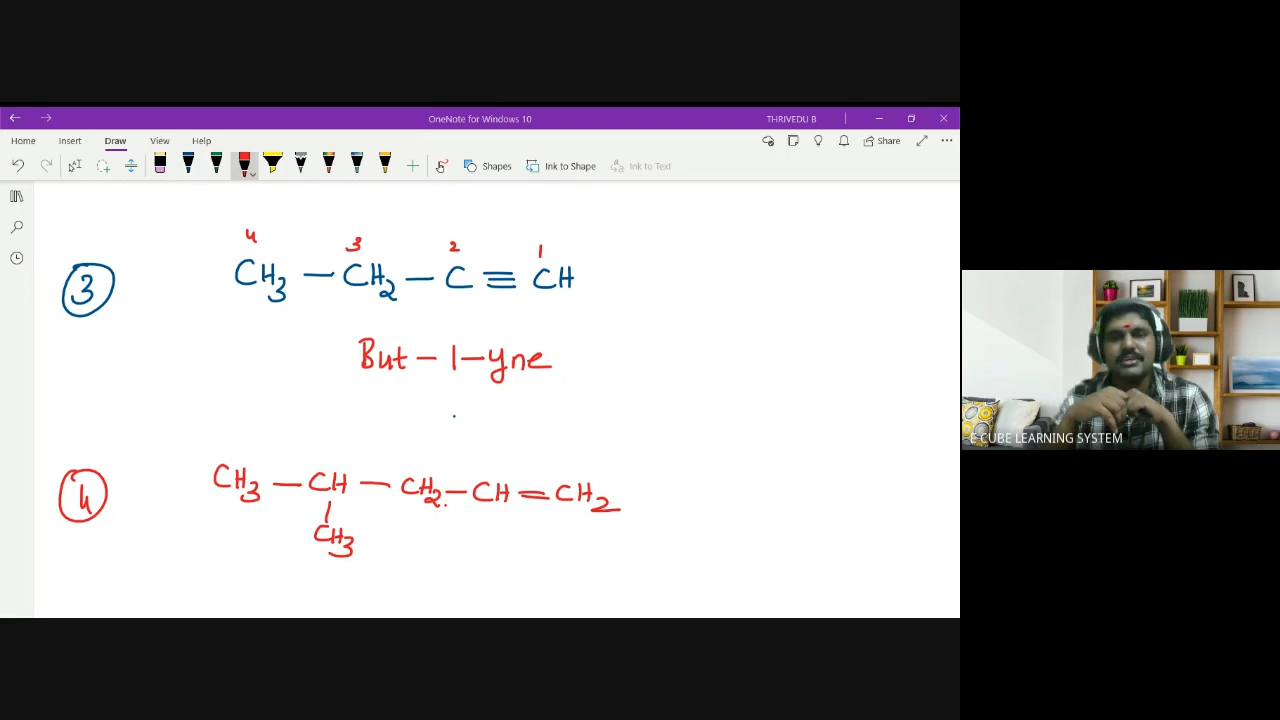 OneNote for Windows 10
THRIVEDU B
Home Insert Draw View Help
Share
Shapes Ink to Shape Ink to Text
4 3 2 1
3 CH3 — CH2 — C ≡ CH
But — 1 — yne
4 CH3 — CH — CH2 — CH = CH2
CH3
E CUBE LEARNING SYSTEM